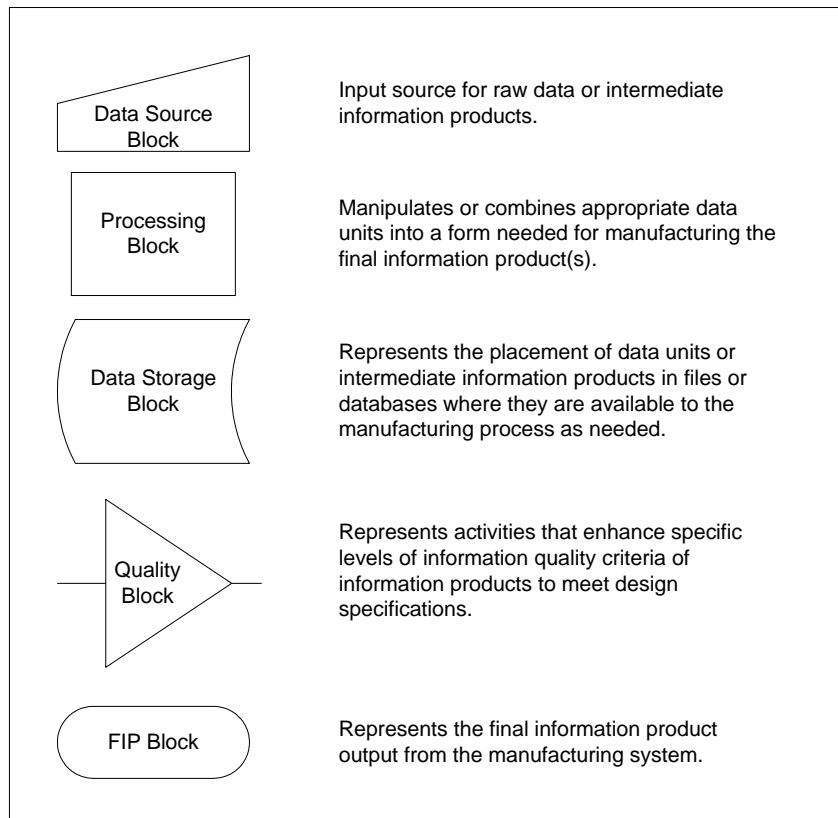 Data Source
Block
Input source for raw data or intermediate
information products.
Processing
Block
Manipulates or combines appropriate data
units into a form needed for manufacturing the
final information product(s).
Data Storage
Block
Represents the placement of data units or
intermediate information products in files or
databases where they are available to the
manufacturing process as needed.
Quality
Block
Represents activities that enhance specific
levels of information quality criteria of
information products to meet design
specifications.
FIP Block
Represents the final information product
output from the manufacturing system.